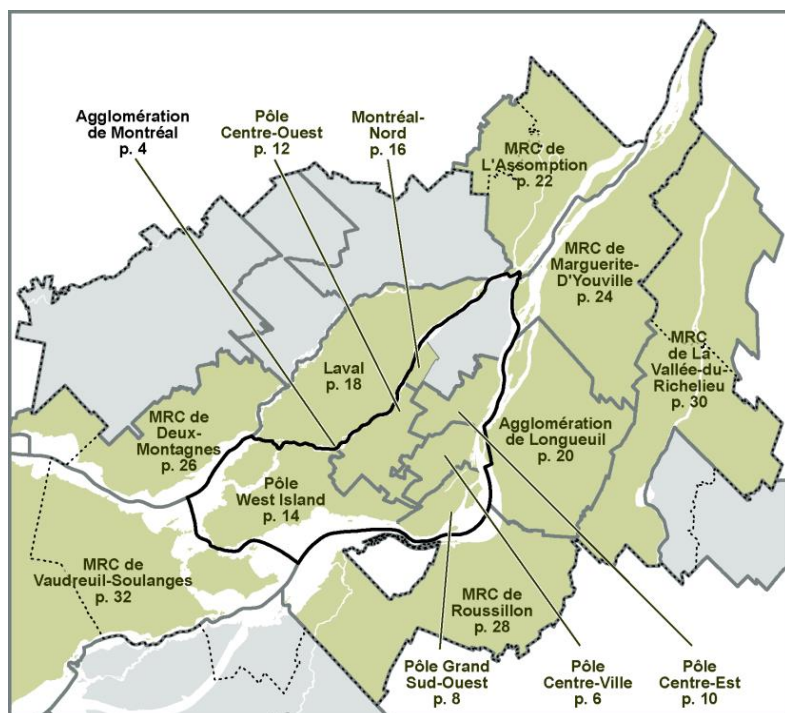 Agglomération
de Montréal
p. 4
Pôle
Centre-Ouest
p. 12
Montréal-
Nord
p. 16
MRC de
L'Assomption
p. 22
MRC de
Marguerite-
D'Youville
p. 24
MRC
de La
Vallée-du-
Richelieu
p. 30
Laval
p. 18
MRC de
Deux-
Montagnes
p. 26
Agglomération
de Longueuil
p. 20
Pôle
West Island
p. 14
MRC de
Vaudreuil-Soulanges
p. 32
MRC de
Roussillon
p. 28
Pôle Grand
Sud-Ouest
p. 8
Pôle
Centre-Ville
p. 6
Pôle
Centre-Est
p. 10